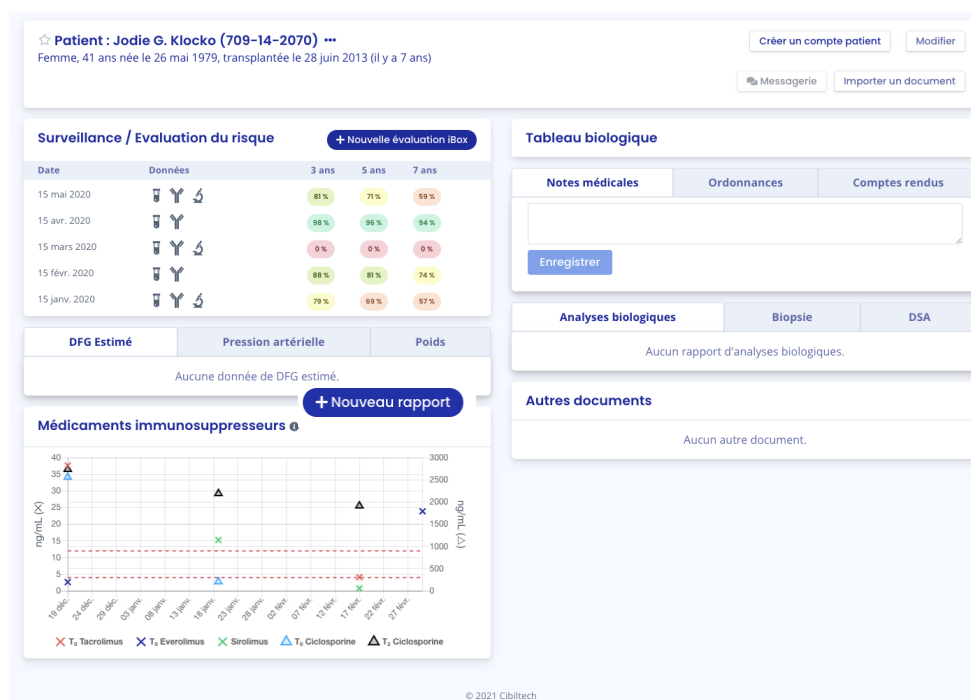 Patient : Jodie G. Klocko (709-14-2070) •••
Femme, 41 ans née le 26 mai 1979, transplantée le 28 juin 2013 (il y a 7 ans)
Créer un compte patient
Modifier
Messagerie
Importer un document
Surveillance / Evaluation du risque
+ Nouvelle évaluation iBox
Date Données 3 ans 5 ans 7 ans
15 mai 2020 81 % 71 % 59 %
15 avr. 2020 98 % 96 % 94 %
15 mars 2020 0 % 0 % 0 %
15 févr. 2020 88 % 81 % 74 %
15 janv. 2020 79 % 69 % 57 %
DFG Estimé Pression artérielle Poids
Aucune donnée de DFG estimé.
+ Nouveau rapport
Médicaments immunosuppresseurs
40
35
30
25
20
15
10
5
0
ng/mL (X)
3000
2500
2000
1500
1000
500
0
ng/mL (△)
19 déc. 24 déc. 29 déc. 03 janv. 08 janv. 13 janv. 18 janv. 23 janv. 28 janv. 02 févr. 07 févr. 12 févr. 17 févr. 22 févr. 27 févr.
T₀ Tacrolimus T₀ Everolimus Sirolimus T₀ Ciclosporine T₂ Ciclosporine
Tableau biologique
Notes médicales Ordonnances Comptes rendus
Enregistrer
Analyses biologiques Biopsie DSA
Aucun rapport d'analyses biologiques.
Autres documents
Aucun autre document.
© 2021 Cibiltech